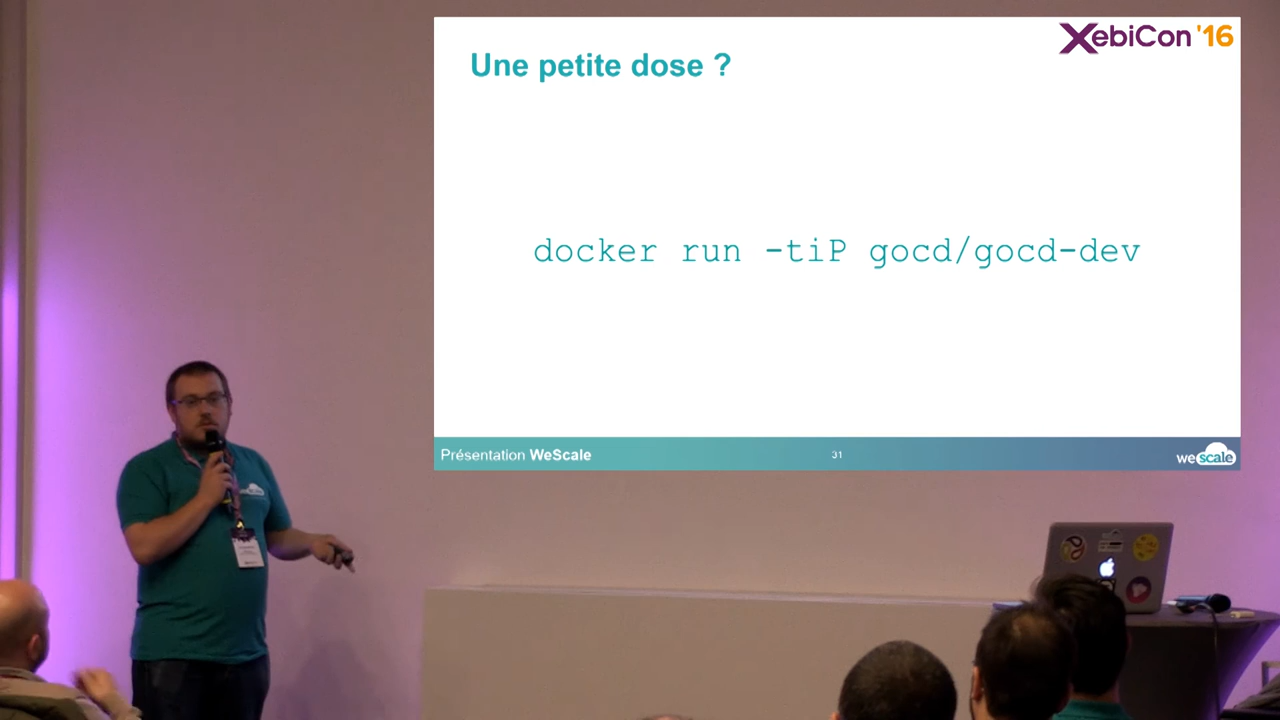 XebiCon'16
Une petite dose ?
docker run -tiP gocd/gocd-dev
Présentation WeScale
31
wescale